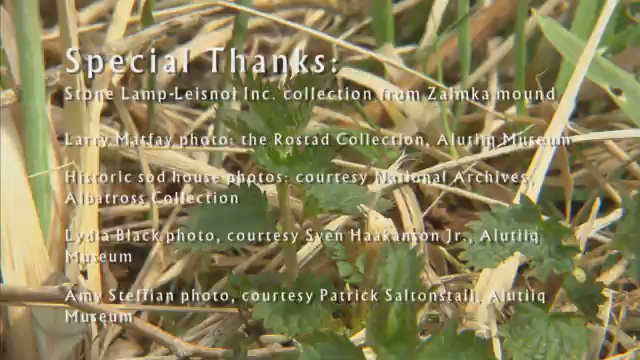 Special Thanks:
Stone Lamp-Leisnoi Inc. collection from Zaimka mound
Larry Matfay photo: the Rostad Collection, Alutiiq Museum
Historic sod house photos: courtesy National Archives,
Albatross Collection
Lydia Black photo, courtesy Sven Haakanson Jr., Alutiiq
Museum
Amy Steffian photo, courtesy Patrick Saltonstall, Alutiiq
Museum